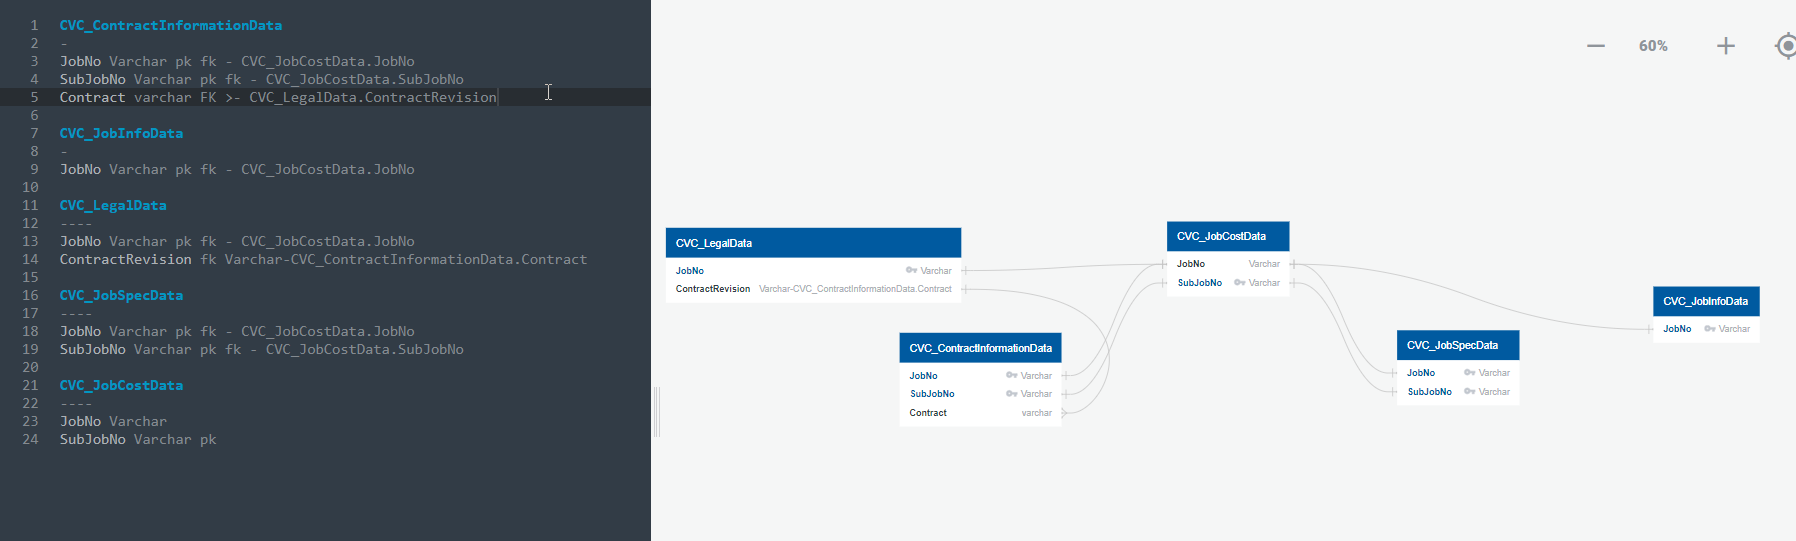 1 CVC_ContractInformationData
2 -
3 JobNo Varchar pk fk - CVC_JobCostData.JobNo
4 SubJobNo Varchar pk fk - CVC_JobCostData.SubJobNo
5 Contract varchar FK >- CVC_LegalData.ContractRevision
6
7 CVC_JobInfoData
8 -
9 JobNo Varchar pk fk - CVC_JobCostData.JobNo
10
11 CVC_LegalData
12 ----
13 JobNo Varchar pk fk - CVC_JobCostData.JobNo
14 ContractRevision fk Varchar-CVC_ContractInformationData.Contract
15
16 CVC_JobSpecData
17 ----
18 JobNo Varchar pk fk - CVC_JobCostData.JobNo
19 SubJobNo Varchar pk fk - CVC_JobCostData.SubJobNo
20
21 CVC_JobCostData
22 ----
23 JobNo Varchar
24 SubJobNo Varchar pk
60%
CVC_LegalData
JobNo Varchar
ContractRevision Varchar-CVC_ContractInformationData.Contract
CVC_ContractInformationData
JobNo Varchar
SubJobNo Varchar
Contract varchar
CVC_JobCostData
JobNo Varchar
SubJobNo Varchar
CVC_JobSpecData
JobNo Varchar
SubJobNo Varchar
CVC_JobInfoData
JobNo Varchar